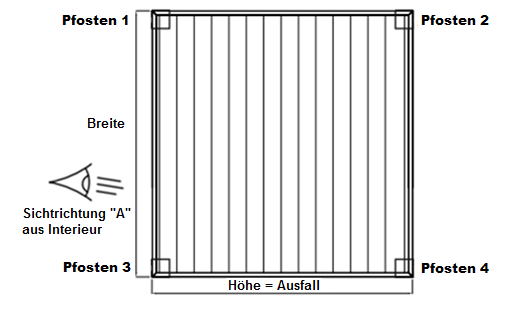 Pfosten 1
Pfosten 2
Breite
Sichtrichtung "A"
aus Interieur
Pfosten 3
Pfosten 4
Höhe = Ausfall